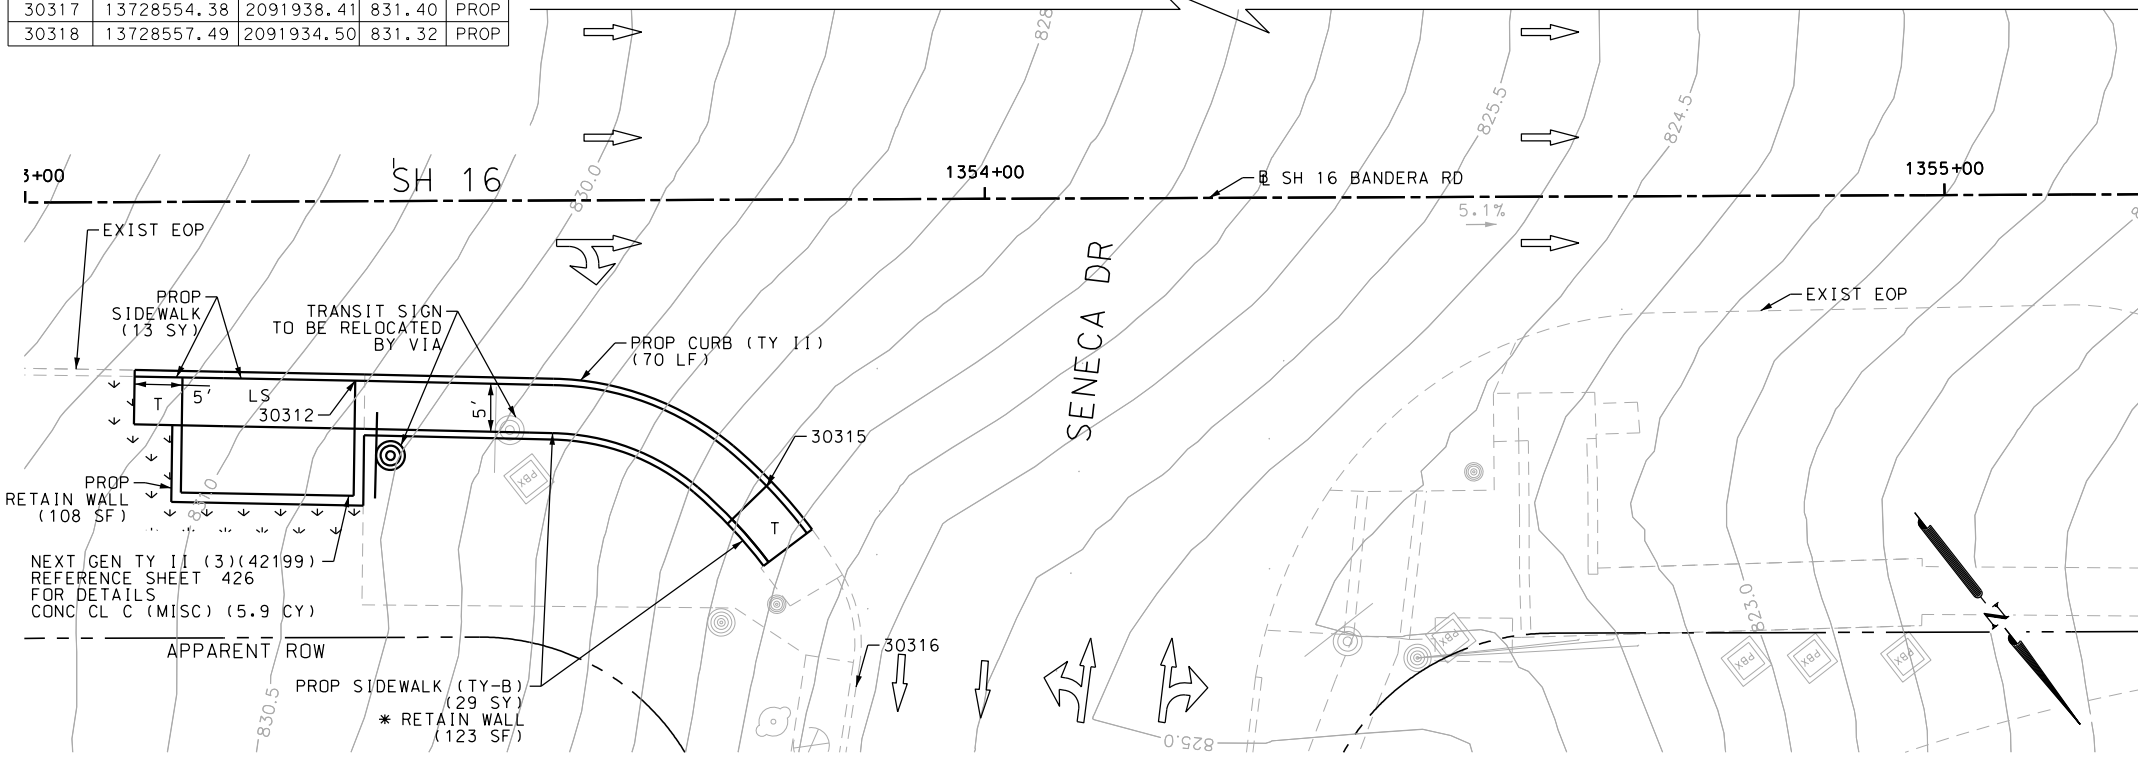 30317 13728554.38 2091938.41 831.40 PROP
30318 13728557.49 2091934.50 831.32 PROP
828
825.5
824.5
830.0
3+00
SH 16
1354+00
SH 16 BANDERA RD
1355+00
5.1%
EXIST EOP
SENECA DR
PROP
SIDEWALK
(13 SY)
TRANSIT SIGN
TO BE RELOCATED
BY VIA
PROP CURB (TY II)
(70 LF)
EXIST EOP
T
5'
LS
30312
5'
30315
T
PROP
RETAIN WALL
(108 SF)
831.0
PBX
NEXT GEN TY II (3)(42199)
REFERENCE SHEET 426
FOR DETAILS
CONC CL C (MISC) (5.9 CY)
APPARENT ROW
830.5
PROP SIDEWALK (TY-B)
(29 SY)
* RETAIN WALL
(123 SF)
30316
825.0
823.0
PBX
PBX
PBX
PBX
N